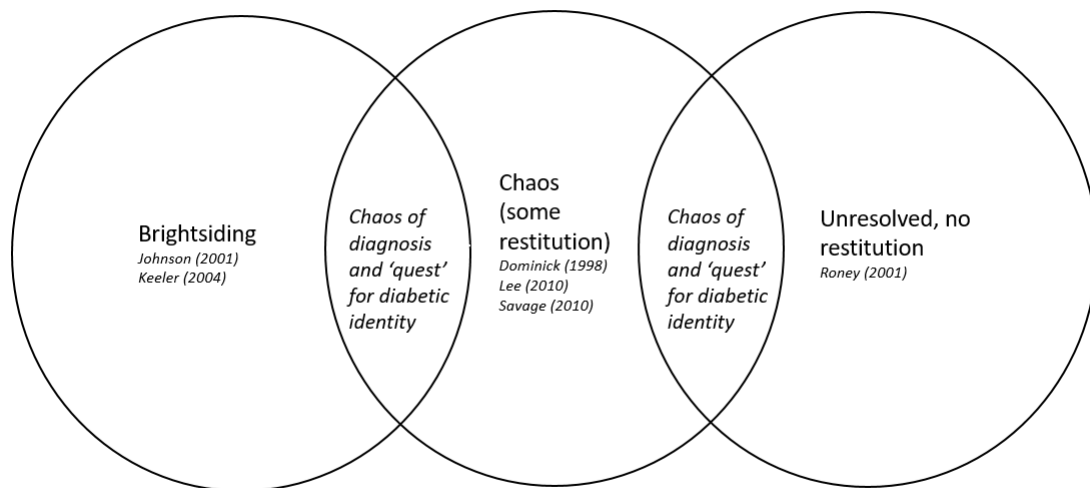 Brightsiding
Johnson (2001)
Keeler (2004)
Chaos of
diagnosis
and ‘quest’
for diabetic
identity
Chaos
(some
restitution)
Dominick (1998)
Lee (2010)
Savage (2010)
Chaos of
diagnosis
and ‘quest’
for diabetic
identity
Unresolved, no
restitution
Roney (2001)